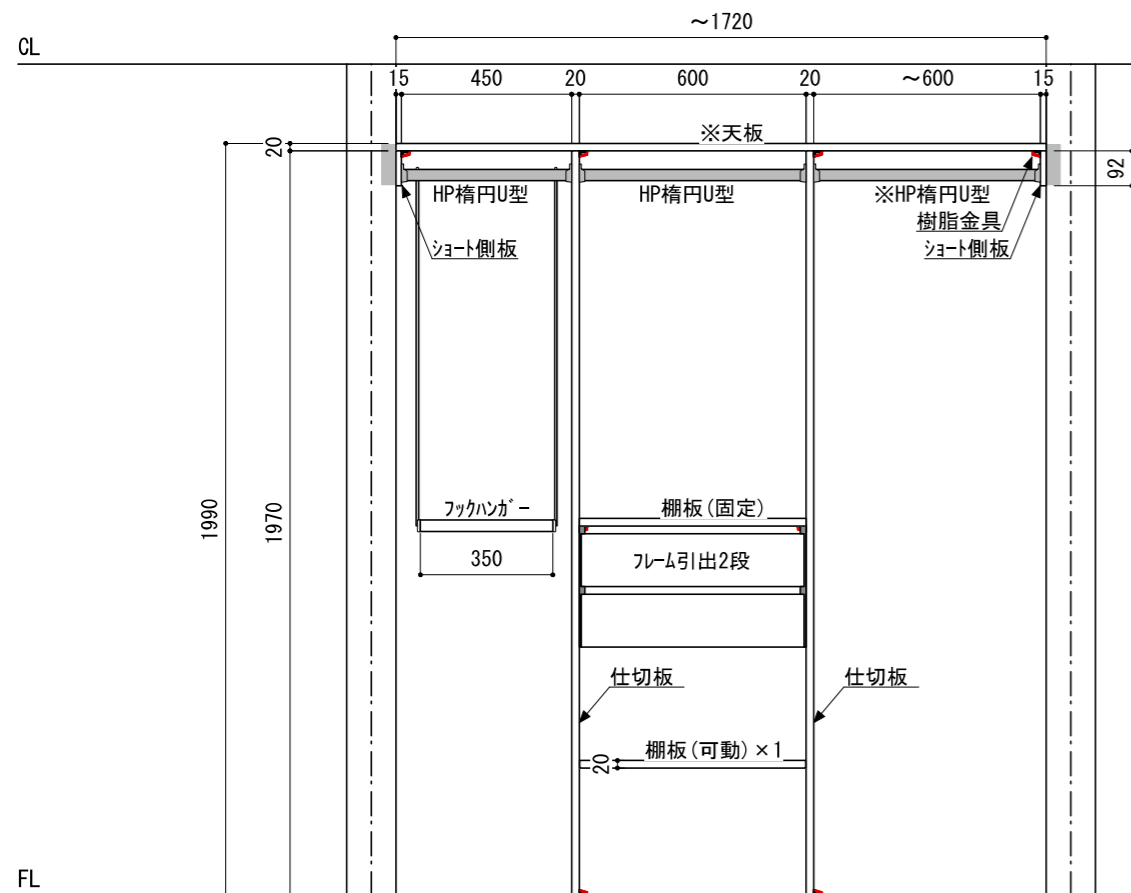 ～1720
CL
15
450
20
600
20
～600
15
※天板
20
92
HP楕円U型
HP楕円U型
※HP楕円U型
樹脂金具
ｼｮｰﾄ側板
ｼｮｰﾄ側板
1990
1970
ﾌｯｸﾊﾝｶﾞｰ
棚板(固定)
350
ﾌﾚｰﾑ引出2段
仕切板
仕切板
棚板(可動)×1
20
FL